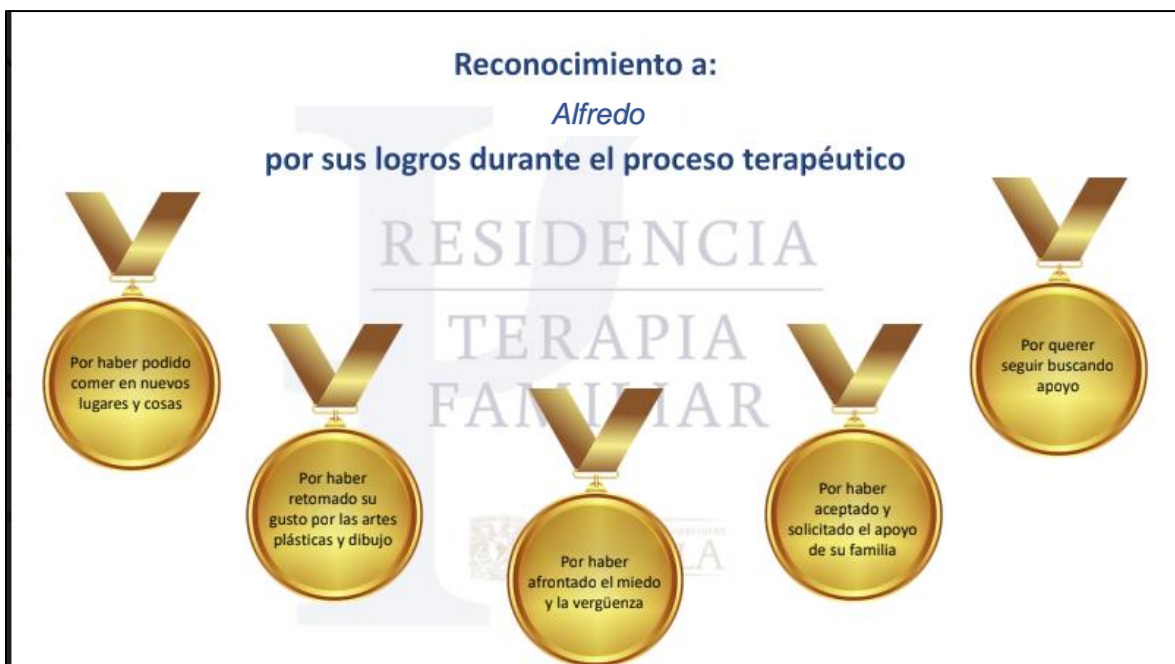 Reconocimiento a:
Alfredo
por sus logros durante el proceso terapéutico
RESIDENCIA
TERAPIA
FAMILIAR
Por haber podido
comer en nuevos
lugares y cosas
Por haber
retomado su
gusto por las artes
plásticas y dibujo
Por haber
afrontado el miedo
y la vergüenza
Por haber
aceptado y
solicitado el apoyo
de su familia
Por querer
seguir buscando
apoyo